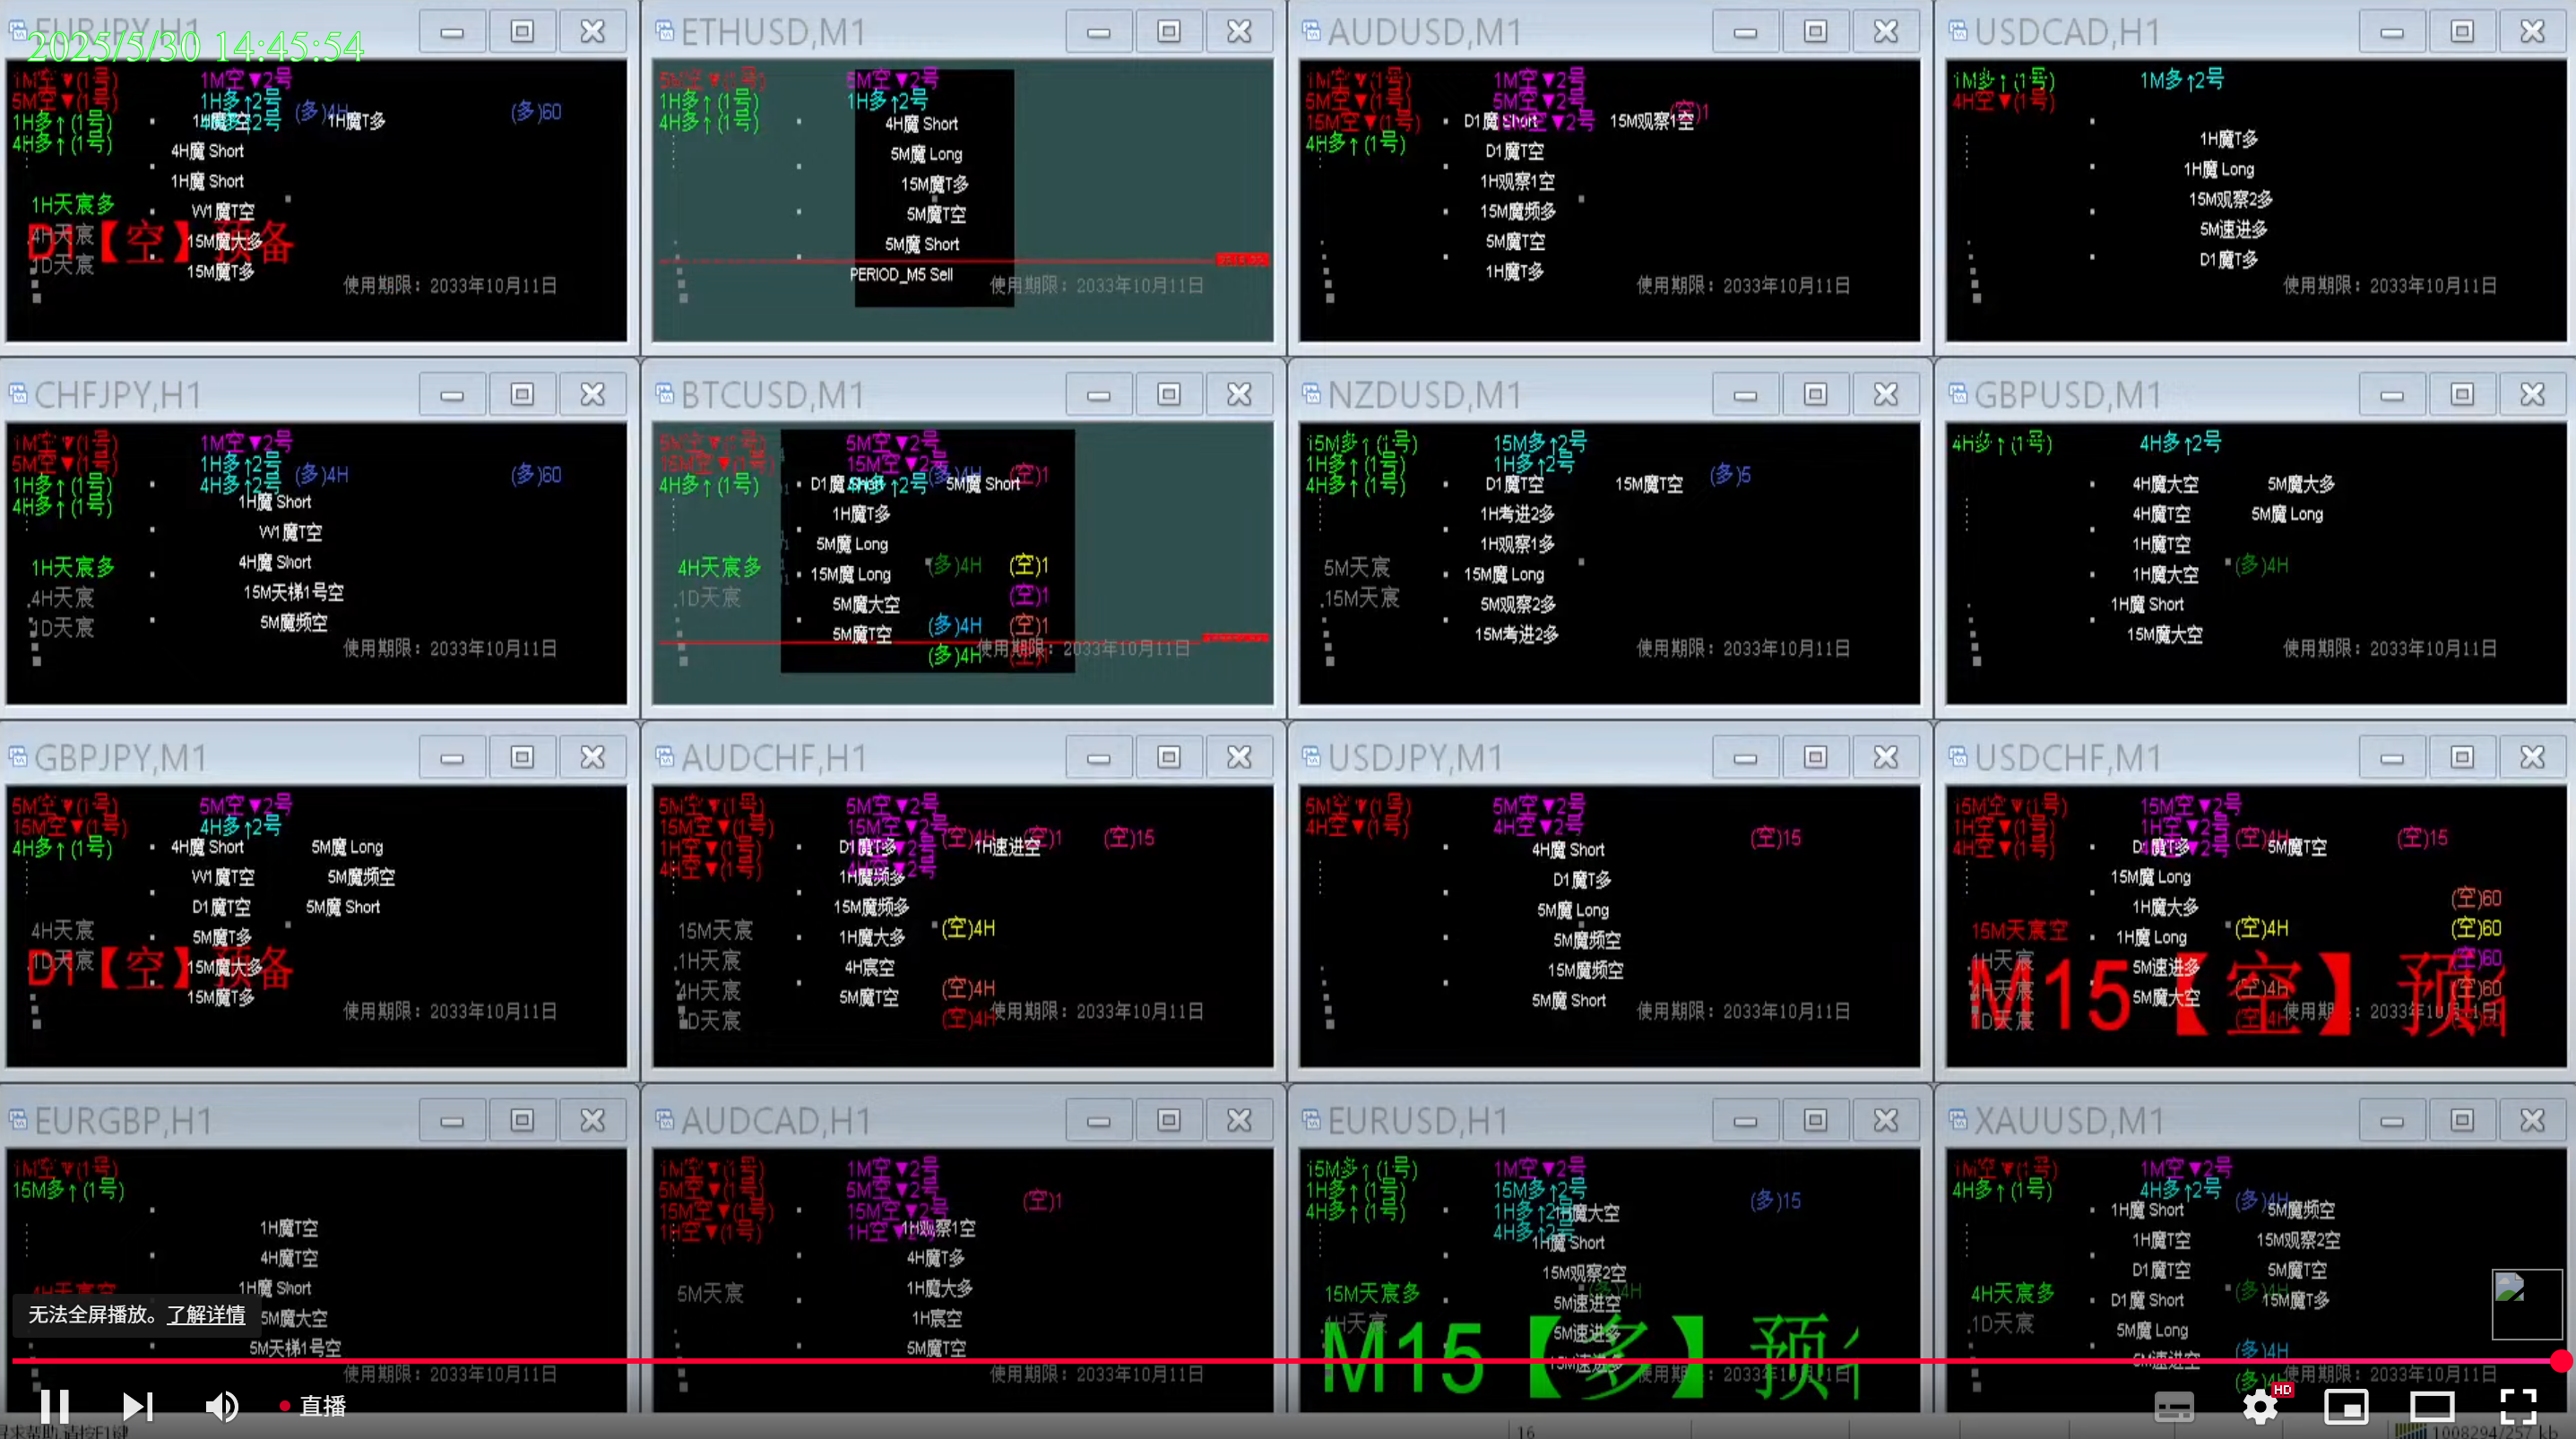 EURJPY,H1
2025/5/30 14:45:54
1M空▼(1号)
1M空▼2号
5M空▼(1号)
1H多↑2号
(多)4H
(多)60
1H多↑(1号)
4H多↑2号
1H魔T多
4H多↑(1号)
4H魔 Short
1H魔 Short
1H天宸多
W1魔T空
4H天宸
15M魔大多
D1【空】预备
1D天宸
15M魔T多
使用期限：2033年10月11日
ETHUSD,M1
5M空▼(1号)
5M空▼2号
1H多↑(1号)
1H多↑2号
4H多↑(1号)
4H魔 Short
5M魔 Long
15M魔T多
5M魔T空
5M魔 Short
PERIOD_M5 Sell
使用期限：2033年10月11日
AUDUSD,M1
1M空▼(1号)
1M空▼2号
5M空▼(1号)
5M空▼2号
(空)1
15M空▼(1号)
D1魔 Short
15M观察1空
4H多↑(1号)
D1魔T空
1H观察1空
15M魔频多
5M魔T空
1H魔T多
使用期限：2033年10月11日
USDCAD,H1
1M多↑(1号)
1M多↑2号
4H空▼(1号)
1H魔T多
1H魔 Long
15M观察2多
5M速进多
D1魔T多
使用期限：2033年10月11日
CHFJPY,H1
1M空▼(1号)
1M空▼2号
5M空▼(1号)
1H多↑2号
(多)4H
(多)60
1H多↑(1号)
4H多↑2号
4H多↑(1号)
1H魔 Short
W1魔T空
4H魔 Short
1H天宸多
15M天梯1号空
4H天宸
5M魔频空
1D天宸
使用期限：2033年10月11日
BTCUSD,M1
5M空▼(1号)
5M空▼2号
15M空▼(1号)
15M空▼2号
(多)4H
(空)1
4H多↑(1号)
D1魔 Short
4H多↑2号
5M魔 Short
1H魔T多
5M魔 Long
4H天宸多
(多)4H
(空)1
15M魔 Long
1D天宸
(空)1
5M魔大空
(多)4H
(空)1
5M魔T空
(多)4H
(空)1
使用期限：2033年10月11日
NZDUSD,M1
15M多↑(1号)
15M多↑2号
1H多↑(1号)
1H多↑2号
(多)5
4H多↑(1号)
D1魔T空
15M魔T空
1H考进2多
1H观察1多
5M天宸
15M魔 Long
15M天宸
5M观察2多
15M考进2多
使用期限：2033年10月11日
GBPUSD,M1
4H多↑(1号)
4H多↑2号
4H魔大空
5M魔大多
4H魔T空
5M魔 Long
1H魔T空
(多)4H
1H魔大空
1H魔 Short
15M魔大空
使用期限：2033年10月11日
GBPJPY,M1
5M空▼(1号)
5M空▼2号
15M空▼(1号)
4H多↑2号
4H多↑(1号)
4H魔 Short
5M魔 Long
W1魔T空
5M魔频空
D1魔T空
5M魔 Short
4H天宸
5M魔T多
1D天宸
15M魔大多
D1【空】预备
15M魔T多
使用期限：2033年10月11日
AUDCHF,H1
5M空▼(1号)
5M空▼2号
15M空▼(1号)
15M空▼2号
(空)4H
(空)1
(空)15
1H空▼(1号)
D1魔T多
1H速进空
4H空▼(1号)
4H空▼2号
1H魔频多
15M魔频多
15M天宸
1H魔大多
(空)4H
1H天宸
4H宸空
4H天宸
5M魔T空
(空)4H
1D天宸
(空)4H
使用期限：2033年10月11日
USDJPY,M1
5M空▼(1号)
5M空▼2号
4H空▼(1号)
4H空▼2号
(空)15
4H魔 Short
D1魔T多
5M魔 Long
5M魔频空
15M魔频空
5M魔 Short
使用期限：2033年10月11日
USDCHF,M1
15M空▼(1号)
15M空▼2号
1H空▼(1号)
1H空▼2号
(空)4H
(空)15
4H空▼(1号)
D1魔T多
5M魔T空
15M魔 Long
1H魔大多
(空)60
15M天宸空
1H魔 Long
(空)4H
(空)60
1H天宸
5M速进多
(空)60
4H天宸
5M魔大空
(空)4H
(空)60
1D天宸
(空)4H
M15【空】预
使用期限：2033年10月11日
EURGBP,H1
1M空▼(1号)
15M多↑(1号)
1H魔T空
4H魔T空
1H魔 Short
4H天宸空
5M魔大空
5M天梯1号空
使用期限：2033年10月11日
无法全屏播放。了解详情
AUDCAD,H1
1M空▼(1号)
1M空▼2号
5M空▼(1号)
5M空▼2号
(空)1
15M空▼(1号)
15M空▼2号
1H空▼(1号)
1H空▼2号
1H观察1空
4H魔T多
5M天宸
1H魔大多
1H宸空
5M魔T空
使用期限：2033年10月11日
EURUSD,H1
15M多↑(1号)
1M空▼2号
1H多↑(1号)
15M多↑2号
(多)15
4H多↑(1号)
1H多↑2号
1H魔大空
4H多↑2号
1H魔 Short
15M观察2空
15M天宸多
5M速进空
(多)4H
1H天宸
5M速进多
15M速进多
M15【多】预
使用期限：2033年10月11日
XAUUSD,M1
1M空▼(1号)
1M空▼2号
4H多↑(1号)
4H多↑2号
(多)4H
1H魔 Short
5M魔频空
1H魔T空
15M观察2空
D1魔T空
5M魔T空
4H天宸多
D1魔 Short
(多)4H
15M魔T多
1D天宸
5M魔 Long
(多)4H
5M速进空
(多)4H
使用期限：2033年10月11日
直播
HD
16
1008294/257 kb